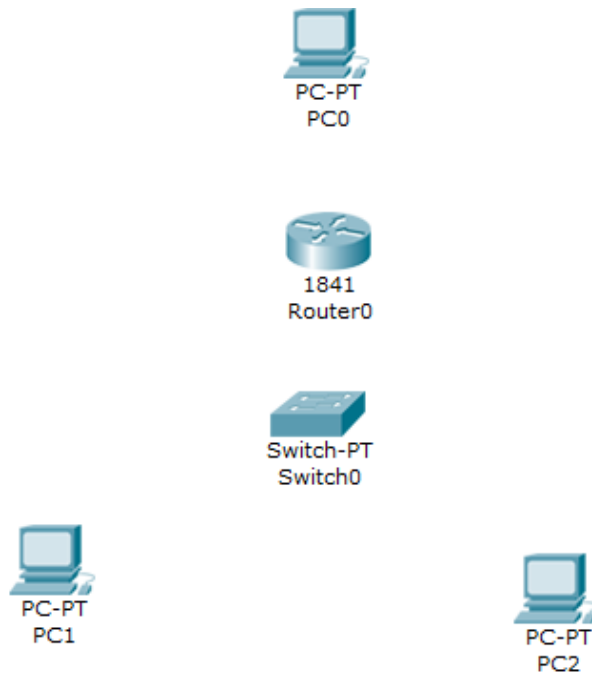 PC-PT
PC0
1841
Router0
Switch-PT
Switch0
PC-PT
PC1
PC-PT
PC2